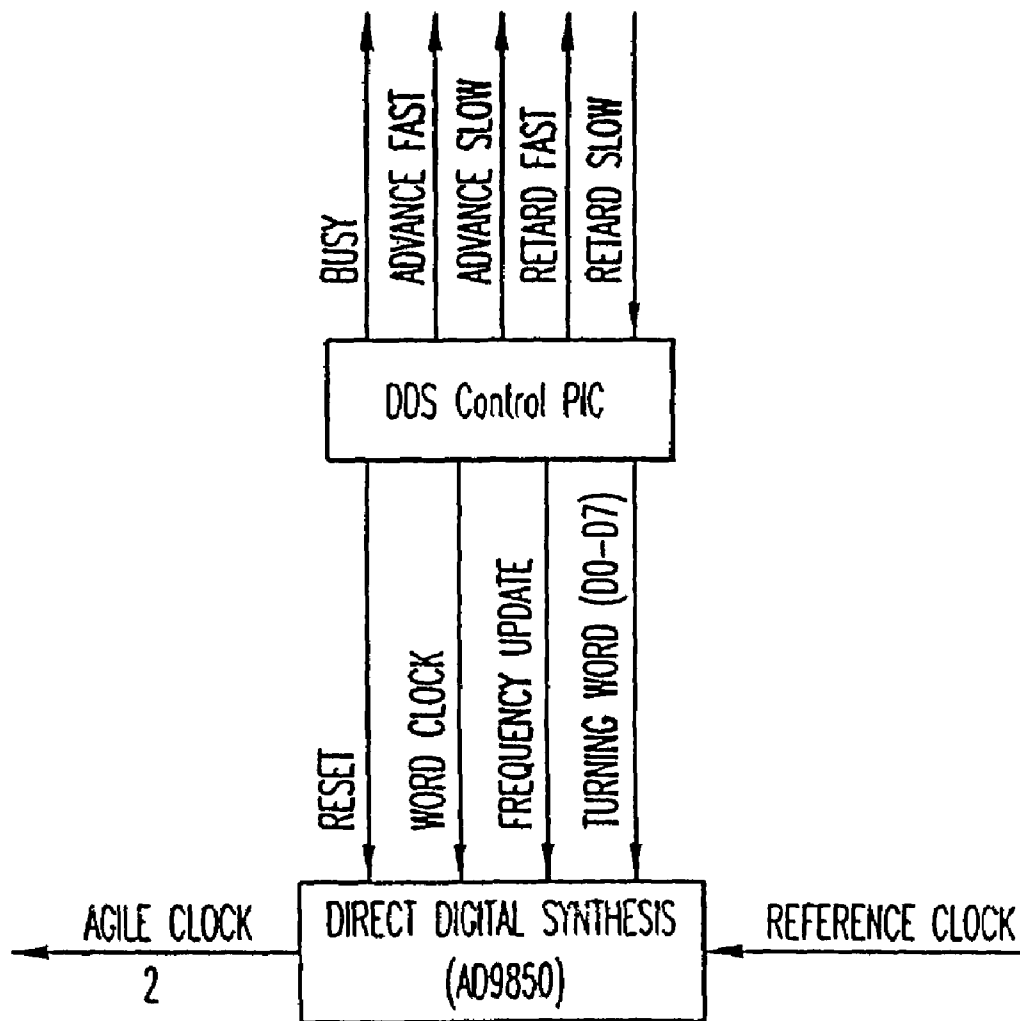 BUSY
ADVANCE FAST
ADVANCE SLOW
RETARD FAST
RETARD SLOW
DDS Control PIC
RESET
WORD CLOCK
FREQUENCY UPDATE
TURNING WORD (D0-D7)
AGILE CLOCK
2
DIRECT DIGITAL SYNTHESIS
(AD9850)
REFERENCE CLOCK